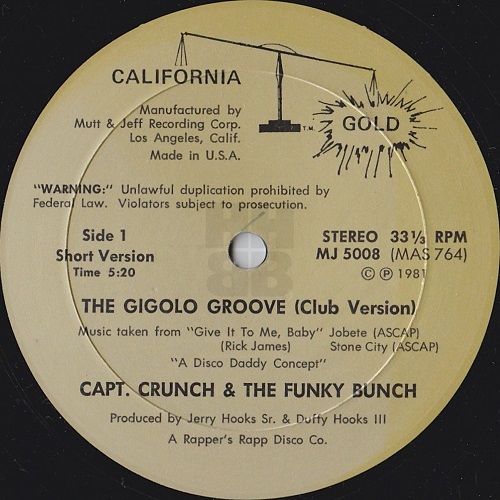 CALIFORNIA
GOLD
T.M.
Manufactured by
Mutt & Jeff Recording Corp.
Los Angeles, Calif.
Made in U.S.A.
"WARNING:" Unlawful duplication prohibited by
Federal Law. Violators subject to prosecution.
Side 1
Short Version
Time 5:20
STEREO 33⅓ RPM
MJ 5008 (MAS 764)
© ℗ 1981
THE GIGOLO GROOVE (Club Version)
Music taken from "Give It To Me, Baby" Jobete (ASCAP)
(Rick James) Stone City (ASCAP)
"A Disco Daddy Concept"
CAPT. CRUNCH & THE FUNKY BUNCH
Produced by Jerry Hooks Sr. & Duffy Hooks III
A Rapper's Rapp Disco Co.